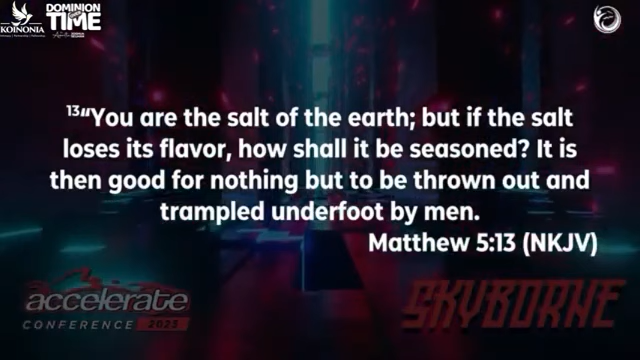 KOINONIA
DOMINION
TIME
¹³“You are the salt of the earth; but if the salt
loses its flavor, how shall it be seasoned? It is
then good for nothing but to be thrown out and
trampled underfoot by men.
Matthew 5:13 (NKJV)
accelerate
CONFERENCE 2023
SKYBORNE